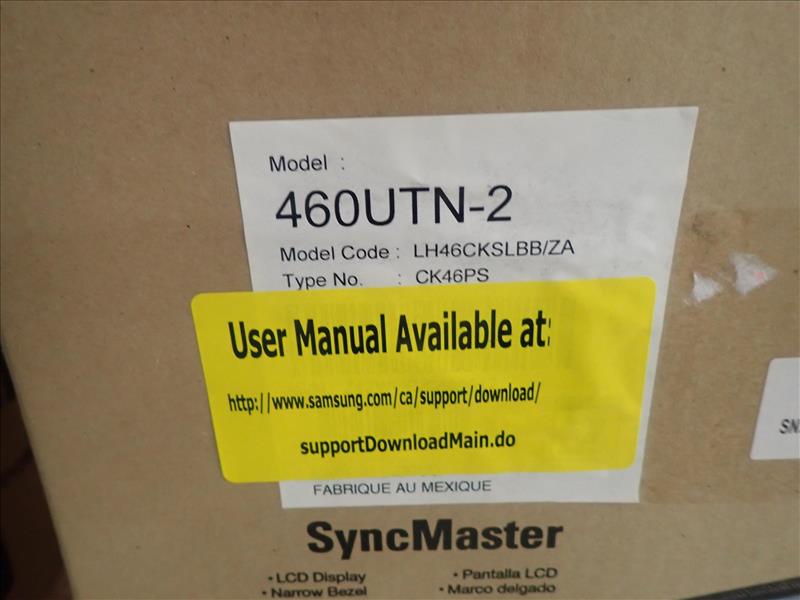 Model :
460UTN-2
Model Code : LH46CKSLBB/ZA
Type No. : CK46PS
User Manual Available at:
http://www.samsung.com/ca/support/download/
supportDownloadMain.do
FABRIQUE AU MEXIQUE
SN:
SyncMaster
• LCD Display • Pantalla LCD
• Narrow Bezel • Marco delgado